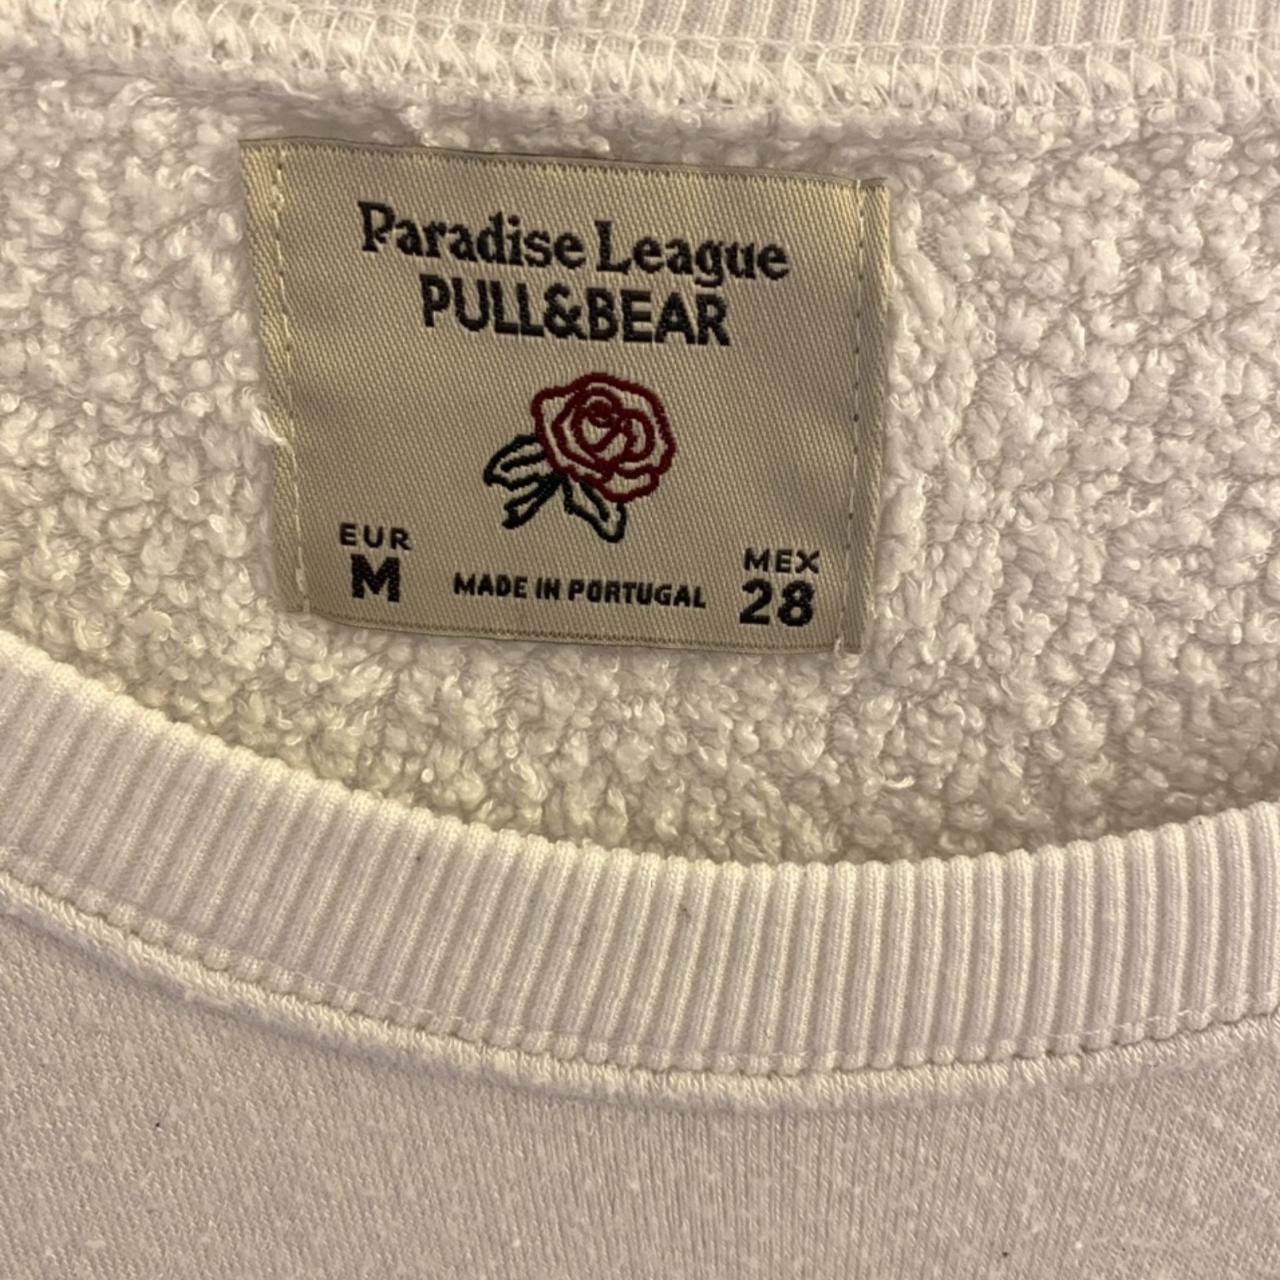 Paradise League
PULL&BEAR
EUR
M
MADE IN PORTUGAL
MEX
28